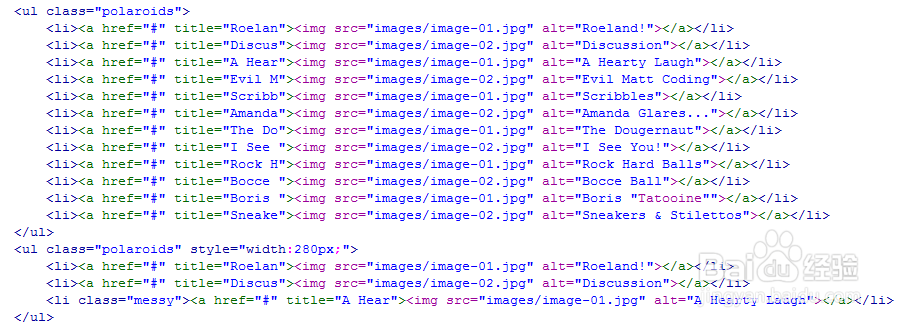 <ul class="polaroids">
    <li><a href="#" title="Roelan"><img src="images/image-01.jpg" alt="Roeland!"></a></li>
    <li><a href="#" title="Discus"><img src="images/image-02.jpg" alt="Discussion"></a></li>
    <li><a href="#" title="A Hear"><img src="images/image-01.jpg" alt="A Hearty Laugh"></a></li>
    <li><a href="#" title="Evil M"><img src="images/image-02.jpg" alt="Evil Matt Coding"></a></li>
    <li><a href="#" title="Scribb"><img src="images/image-01.jpg" alt="Scribbles"></a></li>
    <li><a href="#" title="Amanda"><img src="images/image-02.jpg" alt="Amanda Glares..."></a></li>
    <li><a href="#" title="The Do"><img src="images/image-01.jpg" alt="The Dougernaut"></a></li>
    <li><a href="#" title="I See "><img src="images/image-02.jpg" alt="I See You!"></a></li>
    <li><a href="#" title="Rock H"><img src="images/image-01.jpg" alt="Rock Hard Balls"></a></li>
    <li><a href="#" title="Bocce "><img src="images/image-02.jpg" alt="Bocce Ball"></a></li>
    <li><a href="#" title="Boris "><img src="images/image-01.jpg" alt="Boris "Tatooine""></a></li>
    <li><a href="#" title="Sneake"><img src="images/image-02.jpg" alt="Sneakers & Stilettos"></a></li>
</ul>
<ul class="polaroids" style="width:280px;">
    <li><a href="#" title="Roelan"><img src="images/image-01.jpg" alt="Roeland!"></a></li>
    <li><a href="#" title="Discus"><img src="images/image-02.jpg" alt="Discussion"></a></li>
    <li class="messy"><a href="#" title="A Hear"><img src="images/image-01.jpg" alt="A Hearty Laugh"></a></li>
</ul>
Baidu 经验
jingyan.baidu.com